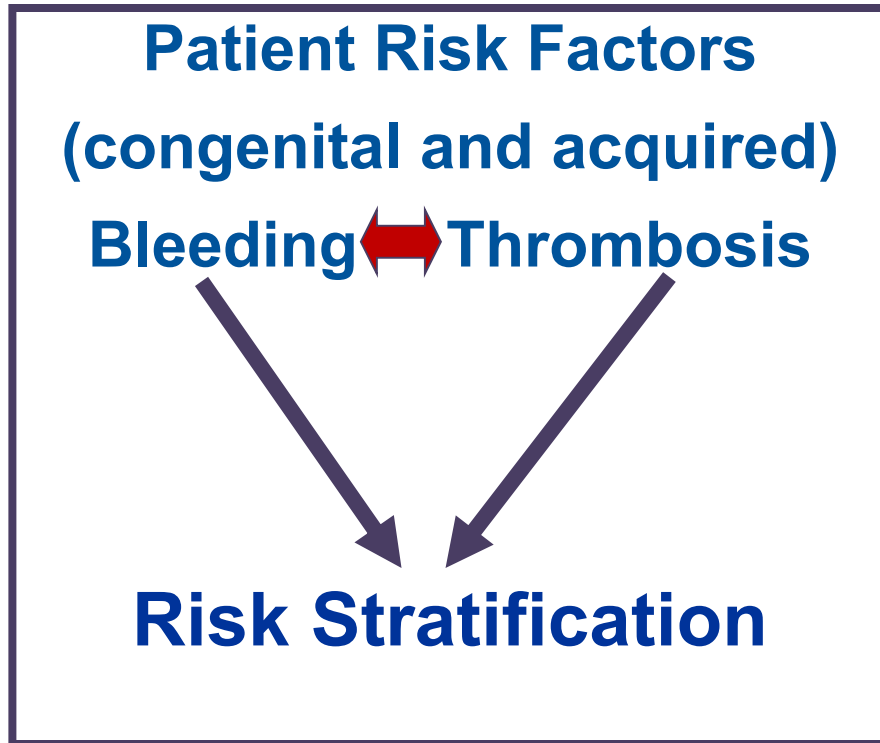 Patient Risk Factors
(congenital and acquired)
Bleeding Thrombosis
Risk Stratification